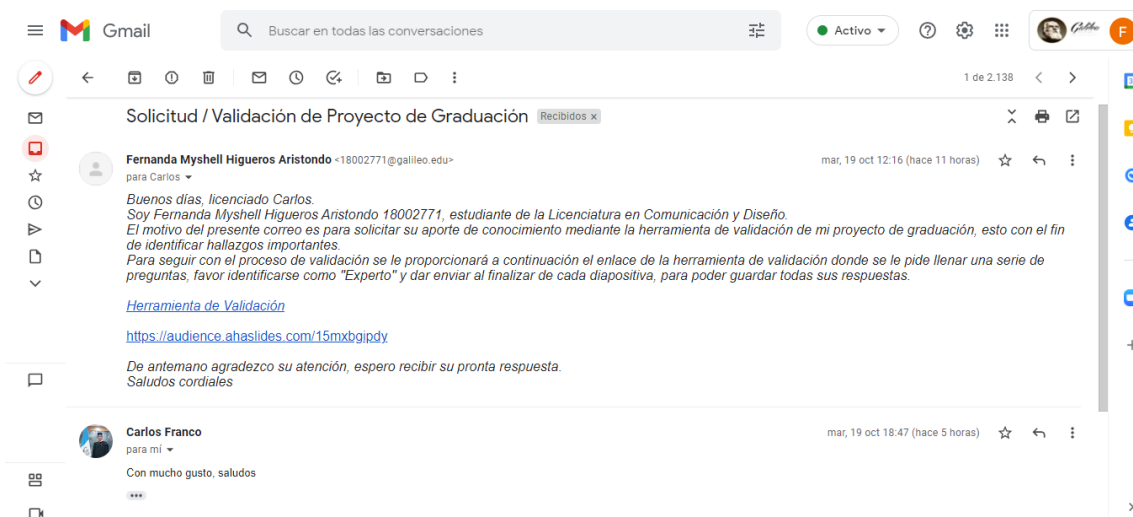 Gmail
Buscar en todas las conversaciones
Activo
Galileo
F
1 de 2.138
Solicitud / Validación de Proyecto de Graduación Recibidos x
Fernanda Myshell Higueros Aristondo <18002771@galileo.edu>
mar, 19 oct 12:16 (hace 11 horas)
para Carlos
Buenos días, licenciado Carlos.
Soy Fernanda Myshell Higueros Aristondo 18002771, estudiante de la Licenciatura en Comunicación y Diseño.
El motivo del presente correo es para solicitar su aporte de conocimiento mediante la herramienta de validación de mi proyecto de graduación, esto con el fin
de identificar hallazgos importantes.
Para seguir con el proceso de validación se le proporcionará a continuación el enlace de la herramienta de validación donde se le pide llenar una serie de
preguntas, favor identificarse como "Experto" y dar enviar al finalizar de cada diapositiva, para poder guardar todas sus respuestas.
Herramienta de Validación
https://audience.ahaslides.com/15mxbgipdy
De antemano agradezco su atención, espero recibir su pronta respuesta.
Saludos cordiales
Carlos Franco
mar, 19 oct 18:47 (hace 5 horas)
para mí
Con mucho gusto, saludos